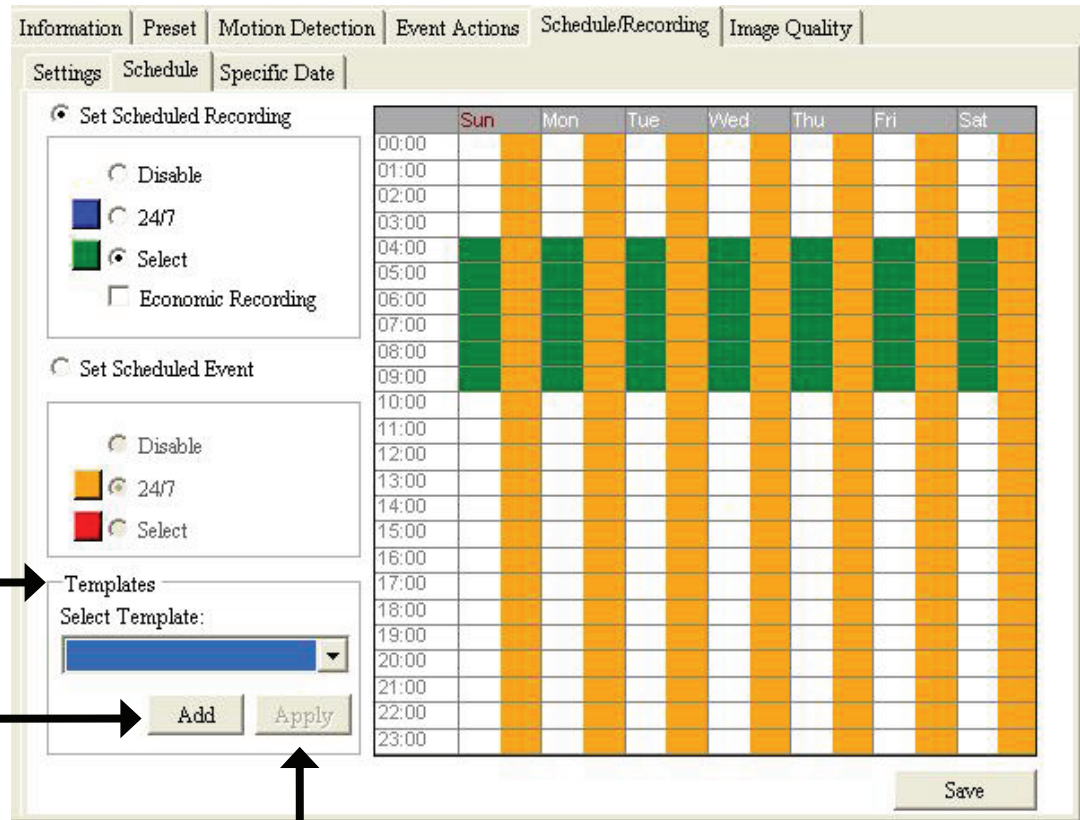 Information Preset Motion Detection Event Actions Schedule/Recording Image Quality
Settings Schedule Specific Date
Set Scheduled Recording
Disable
24/7
Select
Economic Recording
Set Scheduled Event
Disable
24/7
Select
Templates
Select Template:
Add Apply
Sun Mon Tue Wed Thu Fri Sat
00:00
01:00
02:00
03:00
04:00
05:00
06:00
07:00
08:00
09:00
10:00
11:00
12:00
13:00
14:00
15:00
16:00
17:00
18:00
19:00
20:00
21:00
22:00
23:00
Save